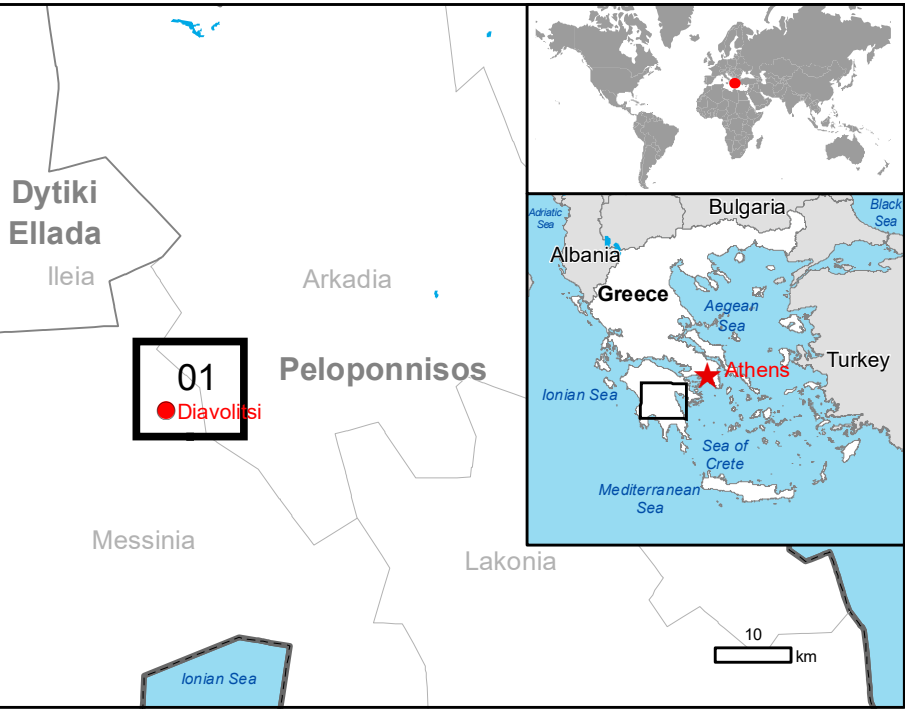 Dytiki
Ellada
Ileia
Arkadia
Peloponnisos
01
Diavolitsi
Messinia
Lakonia
Ionian Sea
10
km
Adriatic
Sea
Bulgaria
Black
Sea
Albania
Greece
Aegean
Sea
Athens
Turkey
Ionian Sea
Sea of
Crete
Mediterranean
Sea